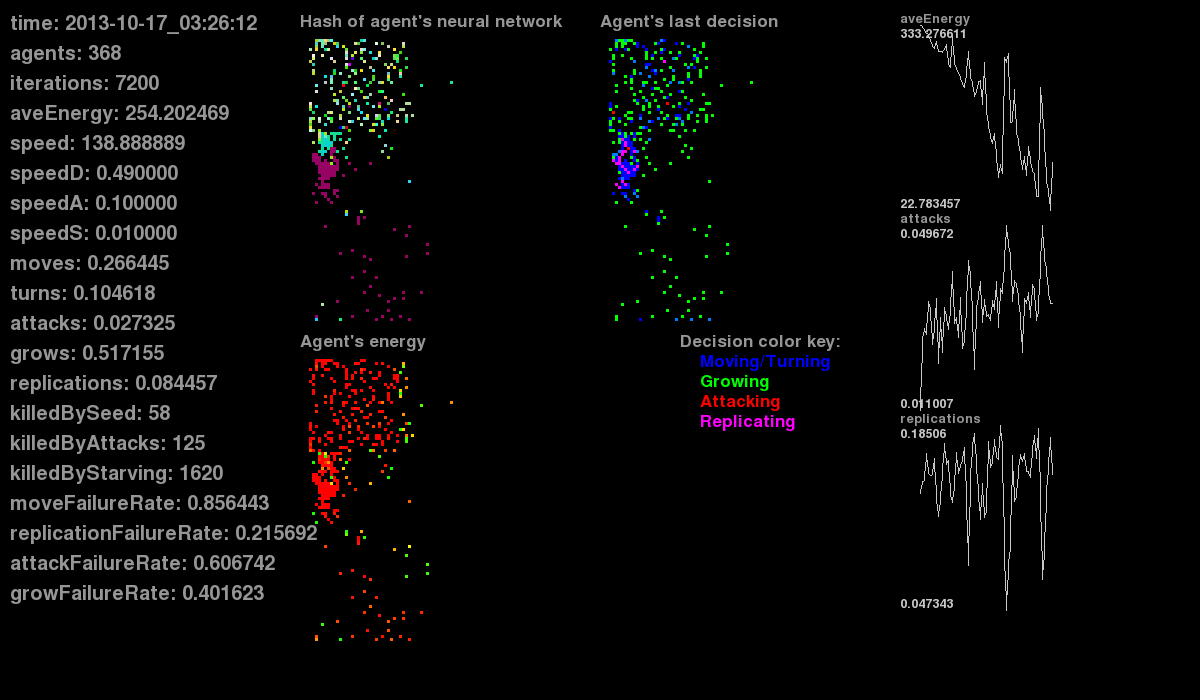 time: 2013-10-17_03:26:12
agents: 368
iterations: 7200
aveEnergy: 254.202469
speed: 138.888889
speedD: 0.490000
speedA: 0.100000
speedS: 0.010000
moves: 0.266445
turns: 0.104618
attacks: 0.027325
grows: 0.517155
replications: 0.084457
killedBySeed: 58
killedByAttacks: 125
killedByStarving: 1620
moveFailureRate: 0.856443
replicationFailureRate: 0.215692
attackFailureRate: 0.606742
growFailureRate: 0.401623
Hash of agent's neural network
Agent's last decision
Agent's energy
Decision color key:
Moving/Turning
Growing
Attacking
Replicating
aveEnergy
333.276611
22.783457
attacks
0.049672
0.011007
replications
0.18506
0.047343